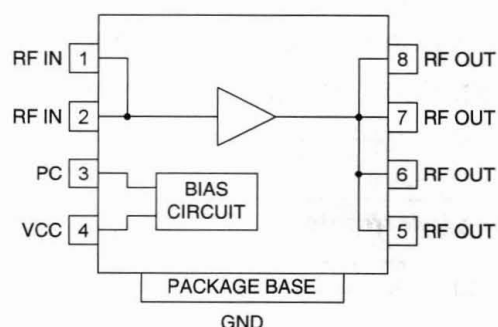 RF IN 1
RF IN 2
PC 3
VCC 4
8 RF OUT
7 RF OUT
6 RF OUT
5 RF OUT
BIAS
CIRCUIT
PACKAGE BASE
GND